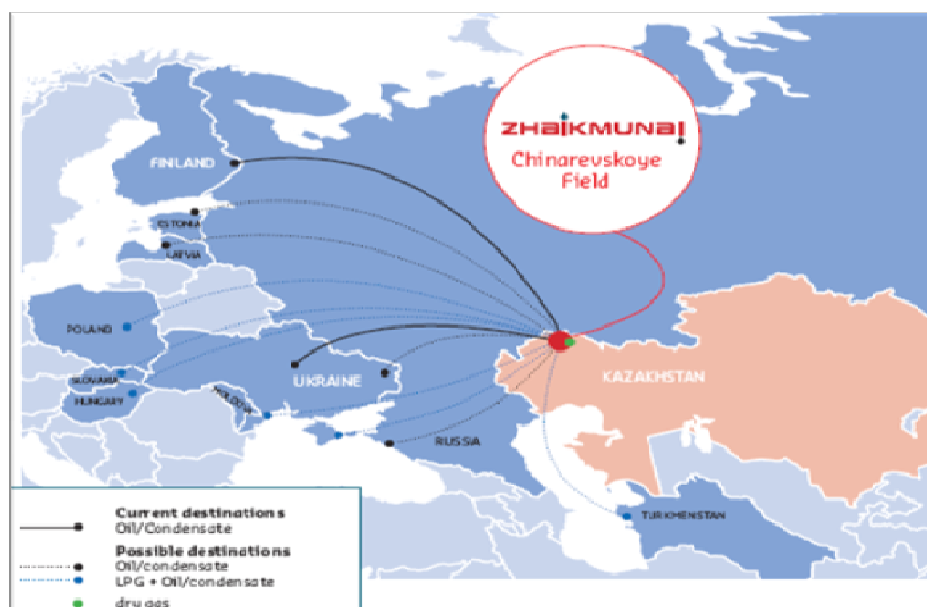 ZHAIKMUNAI
Chinarevskoye
Field
FINLAND
ESTONIA
LATVIA
POLAND
SLOVAKIA
HUNGARY
MOLDOVA
UKRAINE
RUSSIA
KAZAKHSTAN
TURKMENISTAN
Current destinations
Oil/Condensate
Possible destinations
Oil/condensate
LPG + Oil/condensate
dry gas